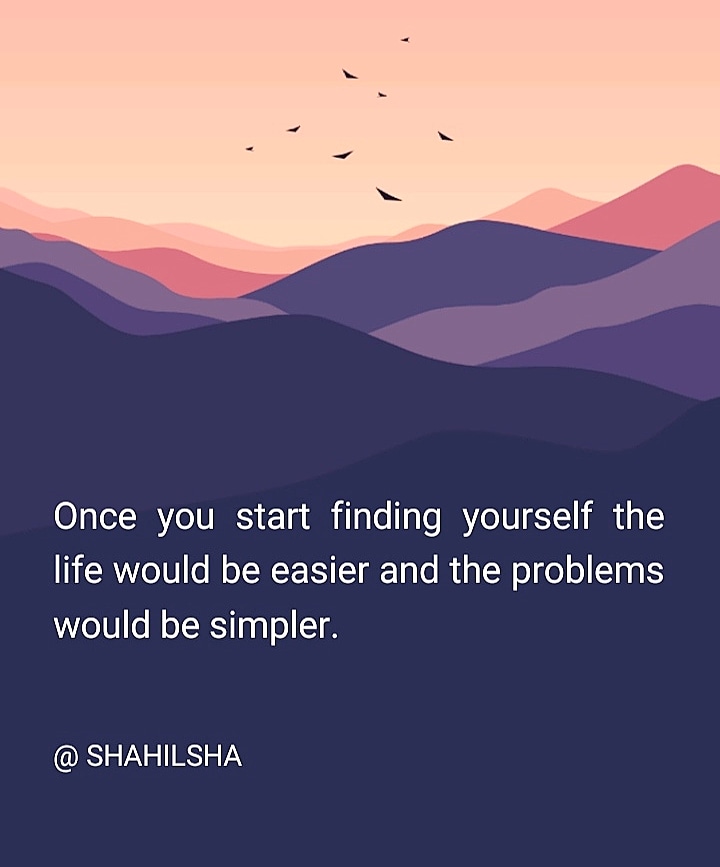 Once you start finding yourself the
life would be easier and the problems
would be simpler.
@ SHAHILSHA